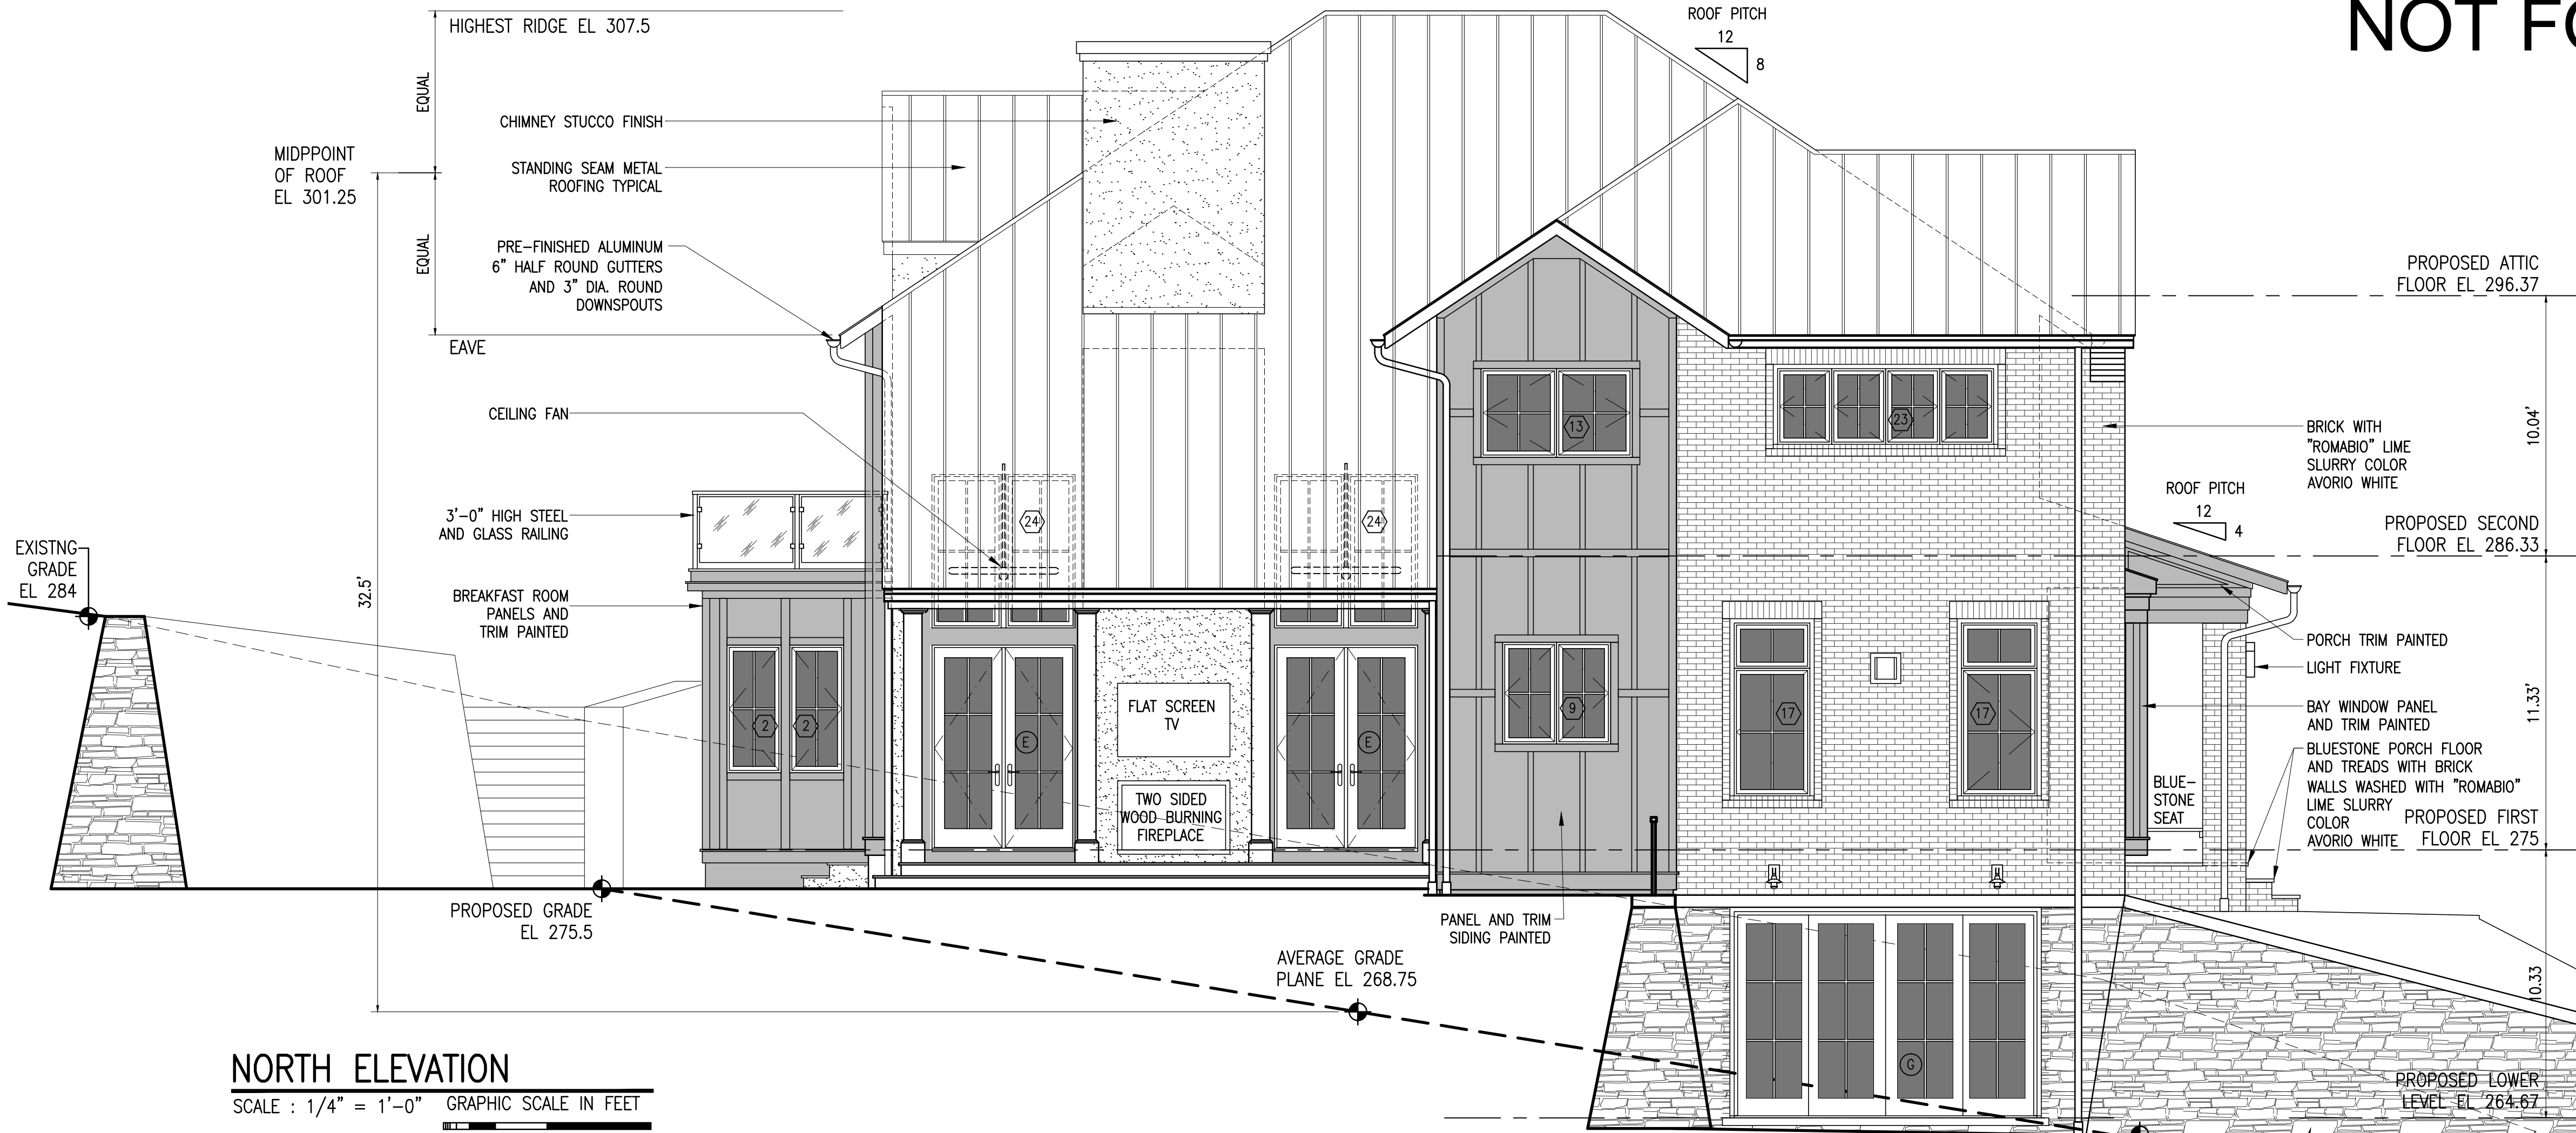 NOT FO
HIGHEST RIDGE EL 307.5
EQUAL
EQUAL
MIDPPOINT
OF ROOF
EL 301.25
EAVE
32.5'
CHIMNEY STUCCO FINISH
STANDING SEAM METAL
ROOFING TYPICAL
PRE-FINISHED ALUMINUM
6" HALF ROUND GUTTERS
AND 3" DIA. ROUND
DOWNSPOUTS
CEILING FAN
3'-0" HIGH STEEL
AND GLASS RAILING
BREAKFAST ROOM
PANELS AND
TRIM PAINTED
EXISTNG
GRADE
EL 284
PROPOSED GRADE
EL 275.5
AVERAGE GRADE
PLANE EL 268.75
ROOF PITCH
12
8
24
24
13
23
2
2
E
E
9
17
17
G
FLAT SCREEN
TV
TWO SIDED
WOOD BURNING
FIREPLACE
PANEL AND TRIM
SIDING PAINTED
PROPOSED ATTIC
FLOOR EL 296.37
10.04'
BRICK WITH
"ROMABIO" LIME
SLURRY COLOR
AVORIO WHITE
ROOF PITCH
12
4
PROPOSED SECOND
FLOOR EL 286.33
11.33'
PORCH TRIM PAINTED
LIGHT FIXTURE
BAY WINDOW PANEL
AND TRIM PAINTED
BLUESTONE PORCH FLOOR
AND TREADS WITH BRICK
WALLS WASHED WITH "ROMABIO"
LIME SLURRY
COLOR
AVORIO WHITE
BLUE-
STONE
SEAT
PROPOSED FIRST
FLOOR EL 275
10.33
PROPOSED LOWER
LEVEL EL 264.67
NORTH ELEVATION
SCALE : 1/4" = 1'-0" GRAPHIC SCALE IN FEET